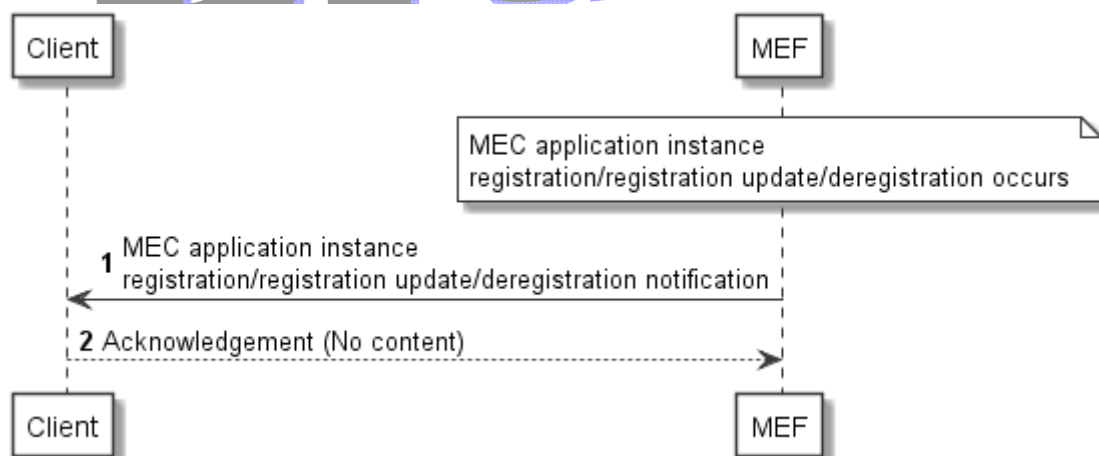 Client
MEF
MEC application instance
registration/registration update/deregistration occurs
1 MEC application instance
registration/registration update/deregistration notification
2 Acknowledgement (No content)
Client
MEF